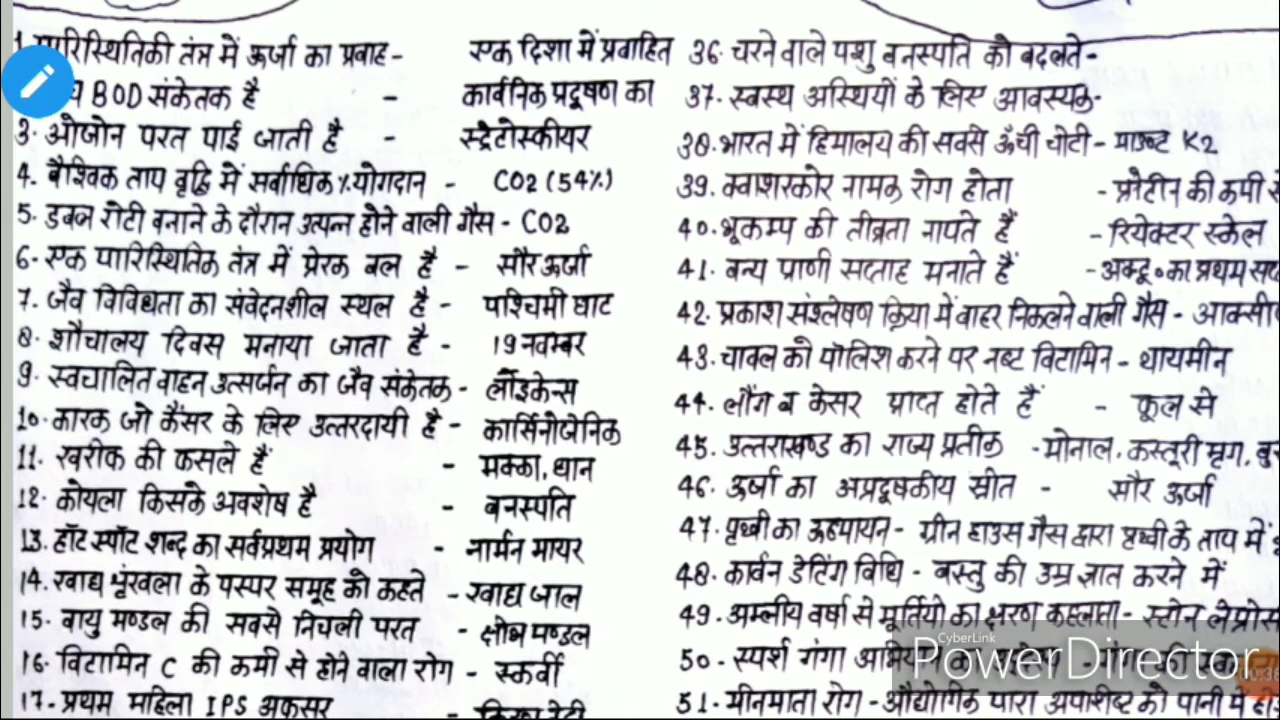 पारिस्थितिकी तंत्र में ऊर्जा का प्रवाह - एक दिशा में प्रवाहित
BOD संकेतक है - कार्बनिक प्रदूषण का
3. ओजोन परत पाई जाती है - स्ट्रेटोस्फीयर
4. वैश्विक ताप वृद्धि में सर्वाधिक % योगदान - CO2 (54%)
5. डबल रोटी बनाने के दौरान उत्पन्न होने वाली गैस - CO2
6. एक पारिस्थितिक तंत्र में प्रेरक बल है - सौर ऊर्जा
7. जैव विविधता का संवेदनशील स्थल है - पश्चिमी घाट
8. शौचालय दिवस मनाया जाता है - 19 नवम्बर
9. स्वचालित वाहन उत्सर्जन का जैव संकेतक - लाइकेन्स
10. कारक जो कैंसर के लिए उत्तरदायी है - कार्सिनोजेनिक
11. खरीफ की फसलें हैं - मक्का, धान
12. कोयला किसके अवशेष है - वनस्पति
13. हॉट स्पॉट शब्द का सर्वप्रथम प्रयोग - नार्मन मायर
14. खाद्य श्रृंखला के पस्पर समूह को कहते - खाद्य जाल
15. वायु मण्डल की सबसे निचली परत - क्षोभ मण्डल
16. विटामिन C की कमी से होने वाला रोग - स्कर्वी
17. प्रथम महिला IPS अफसर -
36. चरने वाले पशु वनस्पति को बदलते -
37. स्वस्थ अस्थियों के लिए आवस्यक -
38. भारत में हिमालय की सबसे ऊँची चोटी - माउण्ट K2
39. क्वाशरकोर नामक रोग होता - प्रोटीन की कमी से
40. भूकम्प की तीव्रता नापते हैं - रियेक्टर स्केल
41. वन्य प्राणी सप्ताह मनाते हैं - अक्टू० का प्रथम
42. प्रकाश संश्लेषण क्रिया में बाहर निकलने वाली गैस -
43. चावल को पॉलिश करने पर नष्ट विटामिन - थायमीन
44. लौंग व केसर प्राप्त होते हैं - फूल से
45. उत्तराखण्ड का राज्य प्रतीक - मोनाल, कस्तूरी मृग,
46. ऊर्जा का अप्रदूषकीय स्रोत - सौर ऊर्जा
47. पृथ्वी का ऊष्मायन - ग्रीन हाउस गैस द्वारा पृथ्वी के ताप में
48. कार्बन डेटिंग विधि - वस्तु की उम्र ज्ञात करने में
49. अम्लीय वर्षा से मूर्तियों का क्षरण कहलाता - स्टोन
50. स्पर्श गंगा
51. मीनमाता रोग - औद्योगिक पारा अपशिष्ट को पानी में
CyberLink
PowerDirector